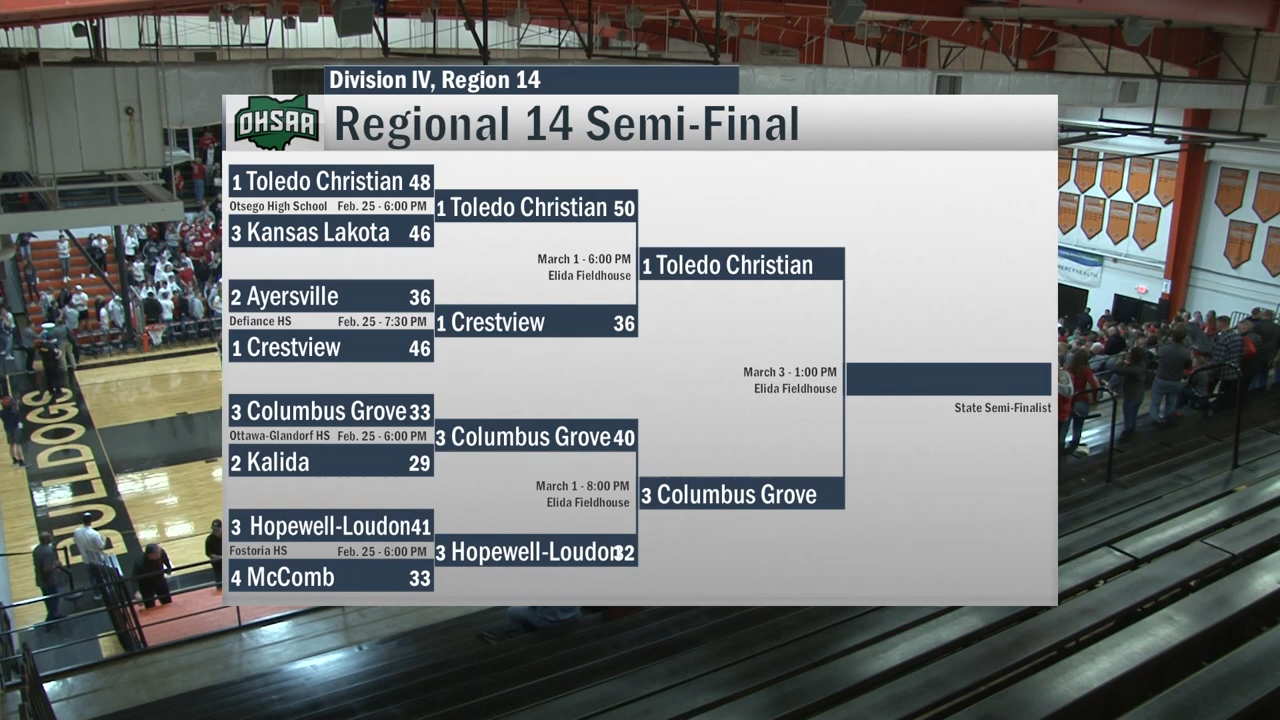 Division IV, Region 14
OHSAA
Regional 14 Semi-Final
1 Toledo Christian 48
Otsego High School Feb. 25 - 6:00 PM
3 Kansas Lakota 46
1 Toledo Christian 50
March 1 - 6:00 PM
Elida Fieldhouse
2 Ayersville 36
Defiance HS Feb. 25 - 7:30 PM
1 Crestview 46
1 Crestview 36
1 Toledo Christian
March 3 - 1:00 PM
Elida Fieldhouse
State Semi-Finalist
3 Columbus Grove 33
Ottawa-Glandorf HS Feb. 25 - 6:00 PM
2 Kalida 29
3 Columbus Grove 40
March 1 - 8:00 PM
Elida Fieldhouse
3 Columbus Grove
3 Hopewell-Loudon 41
Fostoria HS Feb. 25 - 6:00 PM
4 McComb 33
3 Hopewell-Loudon 32
BULLDOGS